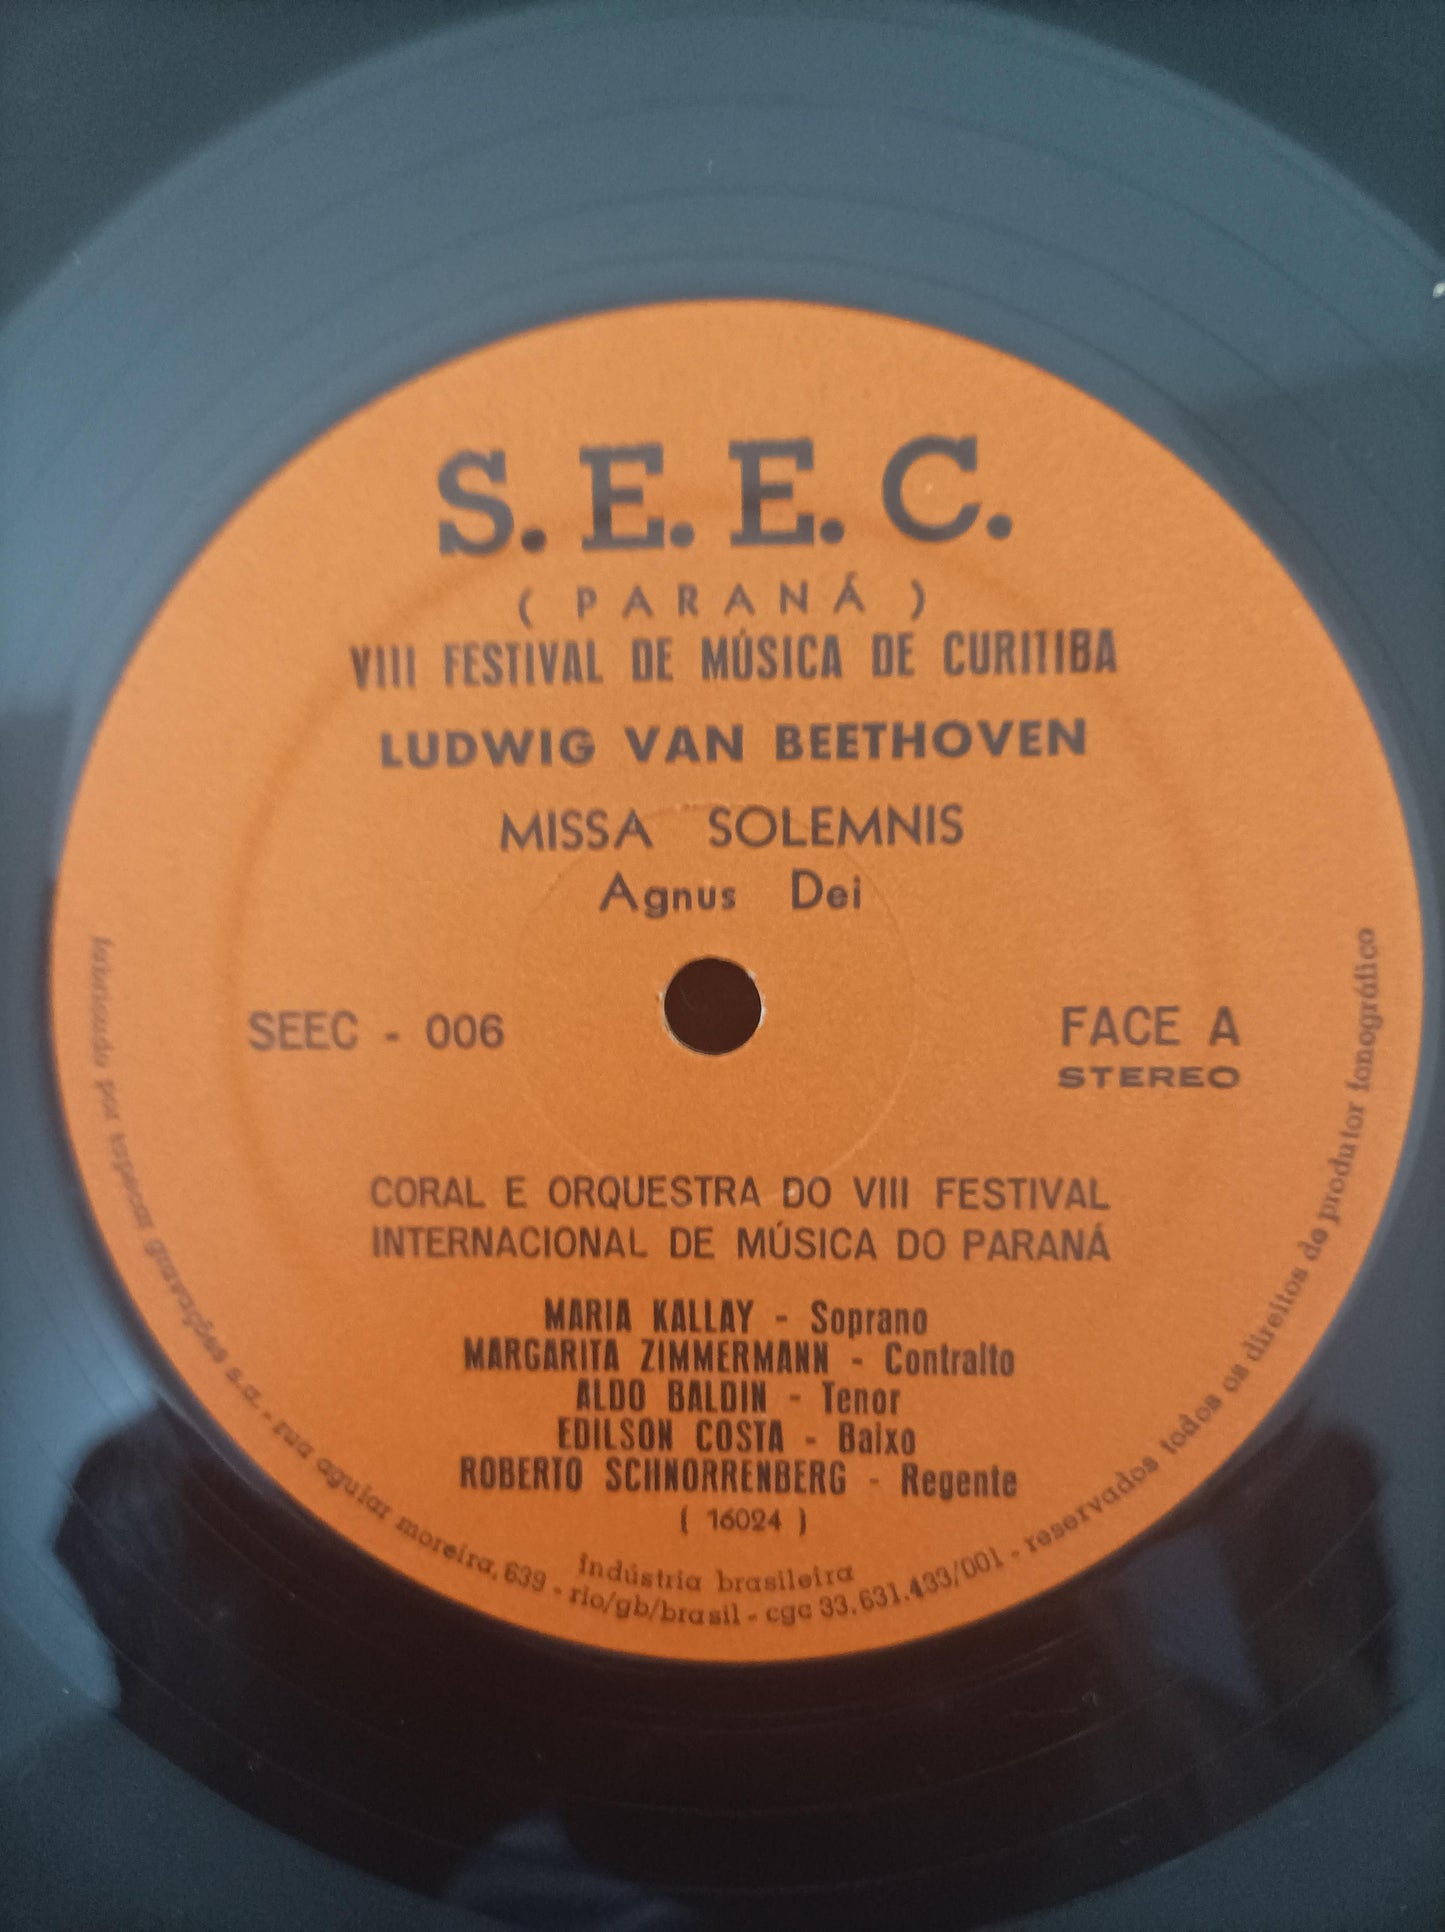 S.E.E.C.
( PARANÁ )
VIII FESTIVAL DE MÚSICA DE CURITIBA
LUDWIG VAN BEETHOVEN
MISSA SOLEMNIS
Agnus Dei
SEEC - 006
FACE A
STEREO
CORAL E ORQUESTRA DO VIII FESTIVAL
INTERNACIONAL DE MÚSICA DO PARANÁ
MARIA KALLAY - Soprano
MARGARITA ZIMMERMANN - Contralto
ALDO BALDIN - Tenor
EDILSON COSTA - Baixo
ROBERTO SCHNORRENBERG - Regente
( 16024 )
indústria brasileira
fabricado por tapecar gravações s.a. - rua aguiar moreira, 639 - rio/gb/brasil - cgc 33.631.433/001 - reservados todos os direitos de produtor fonográfico